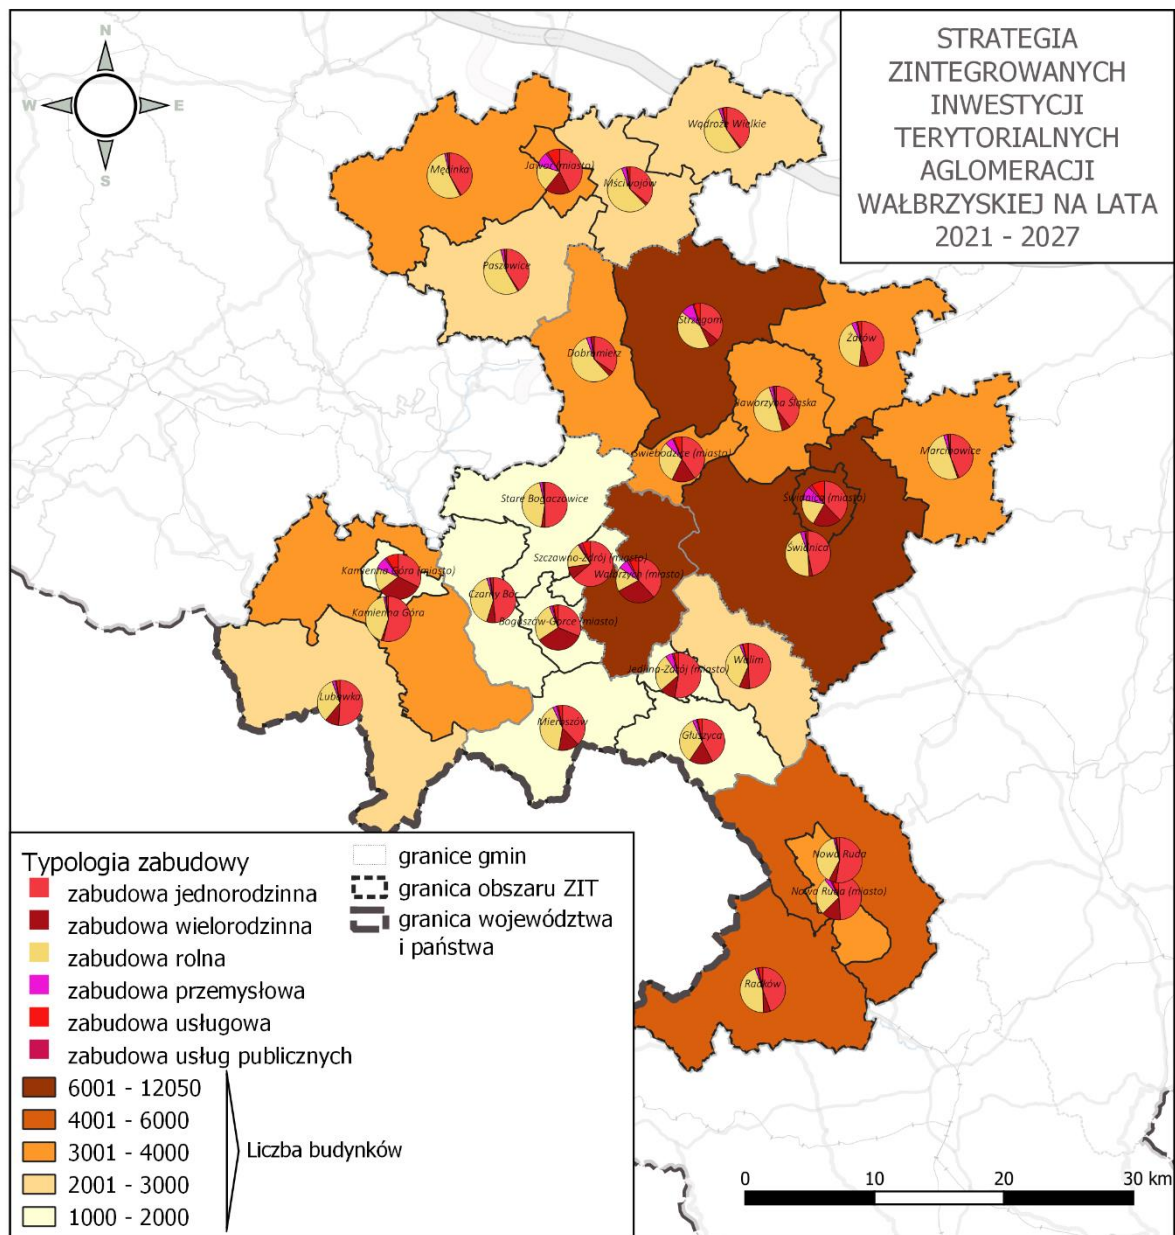 N
W
E
S
STRATEGIA
ZINTEGROWANYCH
INWESTYCJI
TERYTORIALNYCH
AGLOMERACJI
WAŁBRZYSKIEJ NA LATA
2021 - 2027
Wądroże Wielkie
Męcinka
Jawor (miasto)
Mściwojów
Paszowice
Strzegom
Żarów
Dobromierz
Jaworzyna Śląska
Marcinowice
Świebodzice (miasto)
Stare Bogaczowice
Świdnica (miasto)
Świdnica
Szczawno-Zdrój (miasto)
Kamienna Góra (miasto)
Wałbrzych (miasto)
Czarny Bór
Kamienna Góra
Boguszów-Gorce (miasto)
Walim
Jedlina-Zdrój (miasto)
Lubawka
Mieroszów
Głuszyca
Nowa Ruda
Nowa Ruda (miasto)
Radków
Typologia zabudowy
zabudowa jednorodzinna
zabudowa wielorodzinna
zabudowa rolna
zabudowa przemysłowa
zabudowa usługowa
zabudowa usług publicznych
6001 - 12050
4001 - 6000
3001 - 4000
2001 - 3000
1000 - 2000
Liczba budynków
granice gmin
granica obszaru ZIT
granica województwa
i państwa
0 10 20 30 km